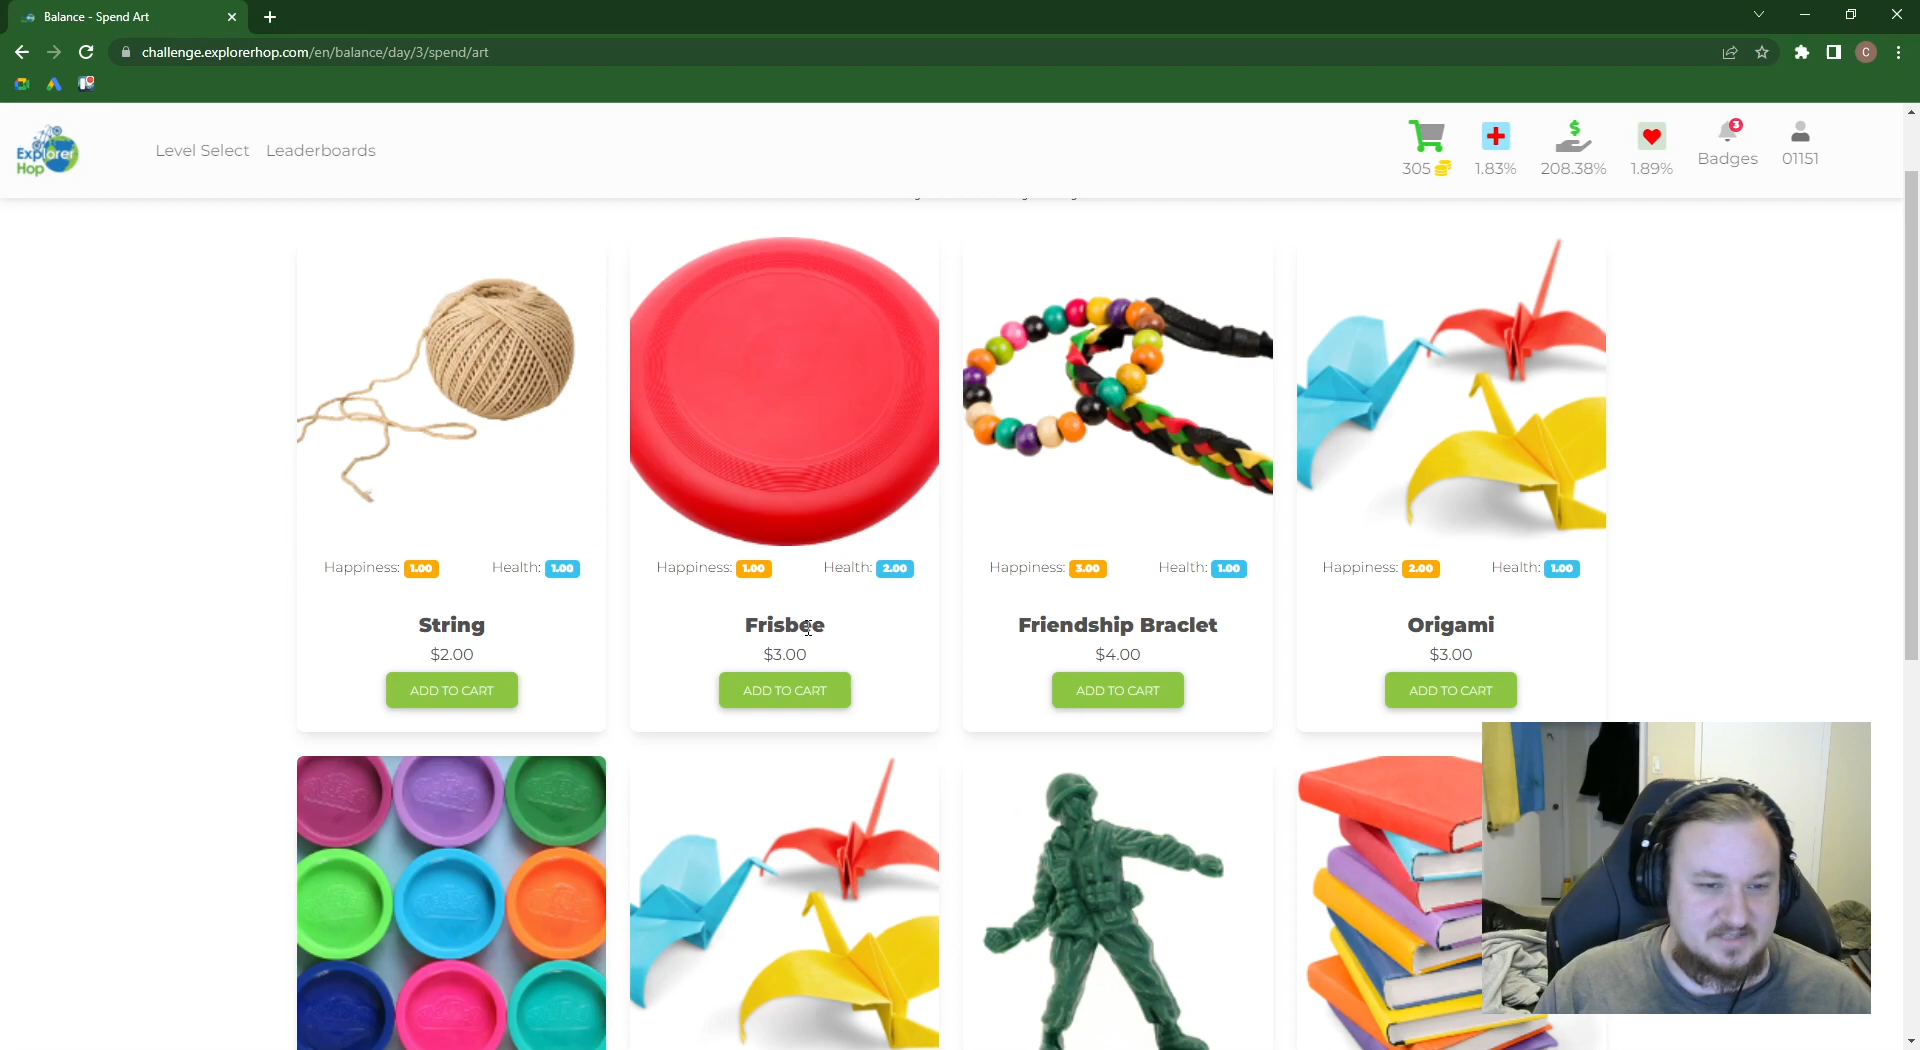 Balance - Spend Art
challenge.explorerhop.com/en/balance/day/3/spend/art
C
Explorer
Hop
Level Select Leaderboards
305 1.83% 208.38% 1.89% 3 Badges 01151
Happiness: 1.00 Health: 1.00
String
$2.00
ADD TO CART
Happiness: 1.00 Health: 2.00
Frisbee
$3.00
ADD TO CART
Happiness: 3.00 Health: 1.00
Friendship Braclet
$4.00
ADD TO CART
Happiness: 2.00 Health: 1.00
Origami
$3.00
ADD TO CART